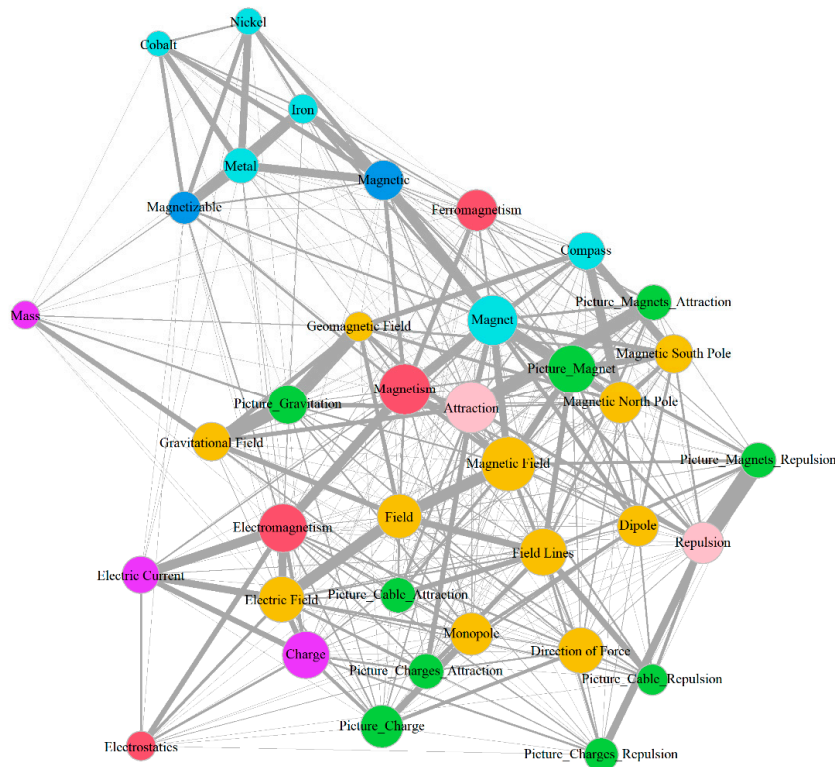 Nickel
Cobalt
Iron
Metal
Magnetic
Magnetizable
Ferromagnetism
Compass
Picture_Magnets_Attraction
Mass
Geomagnetic Field
Magnet
Magnetic South Pole
Picture_Magnet
Magnetism
Picture_Gravitation
Attraction
Magnetic North Pole
Gravitational Field
Picture_Magnets_Repulsion
Magnetic Field
Field
Electromagnetism
Dipole
Repulsion
Field Lines
Electric Current
Picture_Cable_Attraction
Electric Field
Monopole
Direction of Force
Charge
Picture_Charges_Attraction
Picture_Cable_Repulsion
Picture_Charge
Electrostatics
Picture_Charges_Repulsion